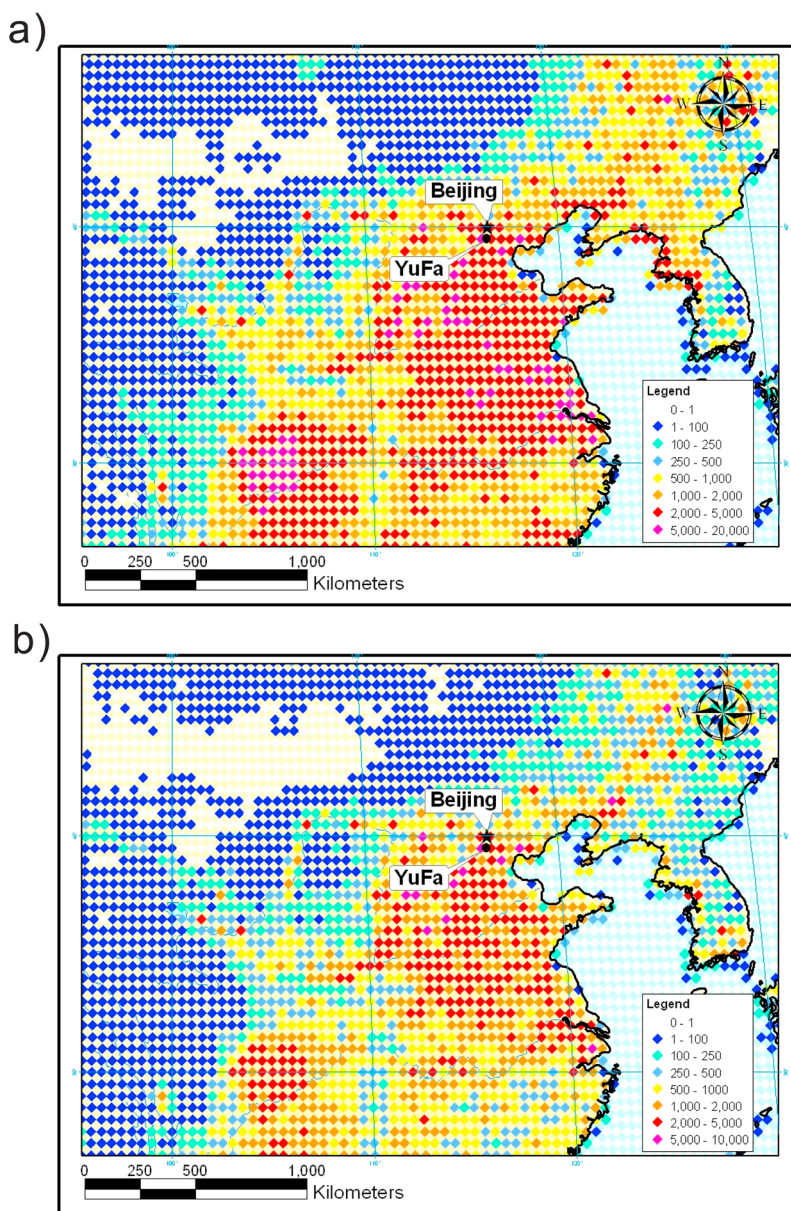 a)
N
W
E
S
Beijing
YuFa
Legend
0 - 1
1 - 100
100 - 250
250 - 500
500 - 1,000
1,000 - 2,000
2,000 - 5,000
5,000 - 20,000
0 250 500 1,000
Kilometers
b)
N
W
E
S
Beijing
YuFa
Legend
0 - 1
1 - 100
100 - 250
250 - 500
500 - 1000
1,000 - 2,000
2,000 - 5,000
5,000 - 10,000
0 250 500 1,000
Kilometers